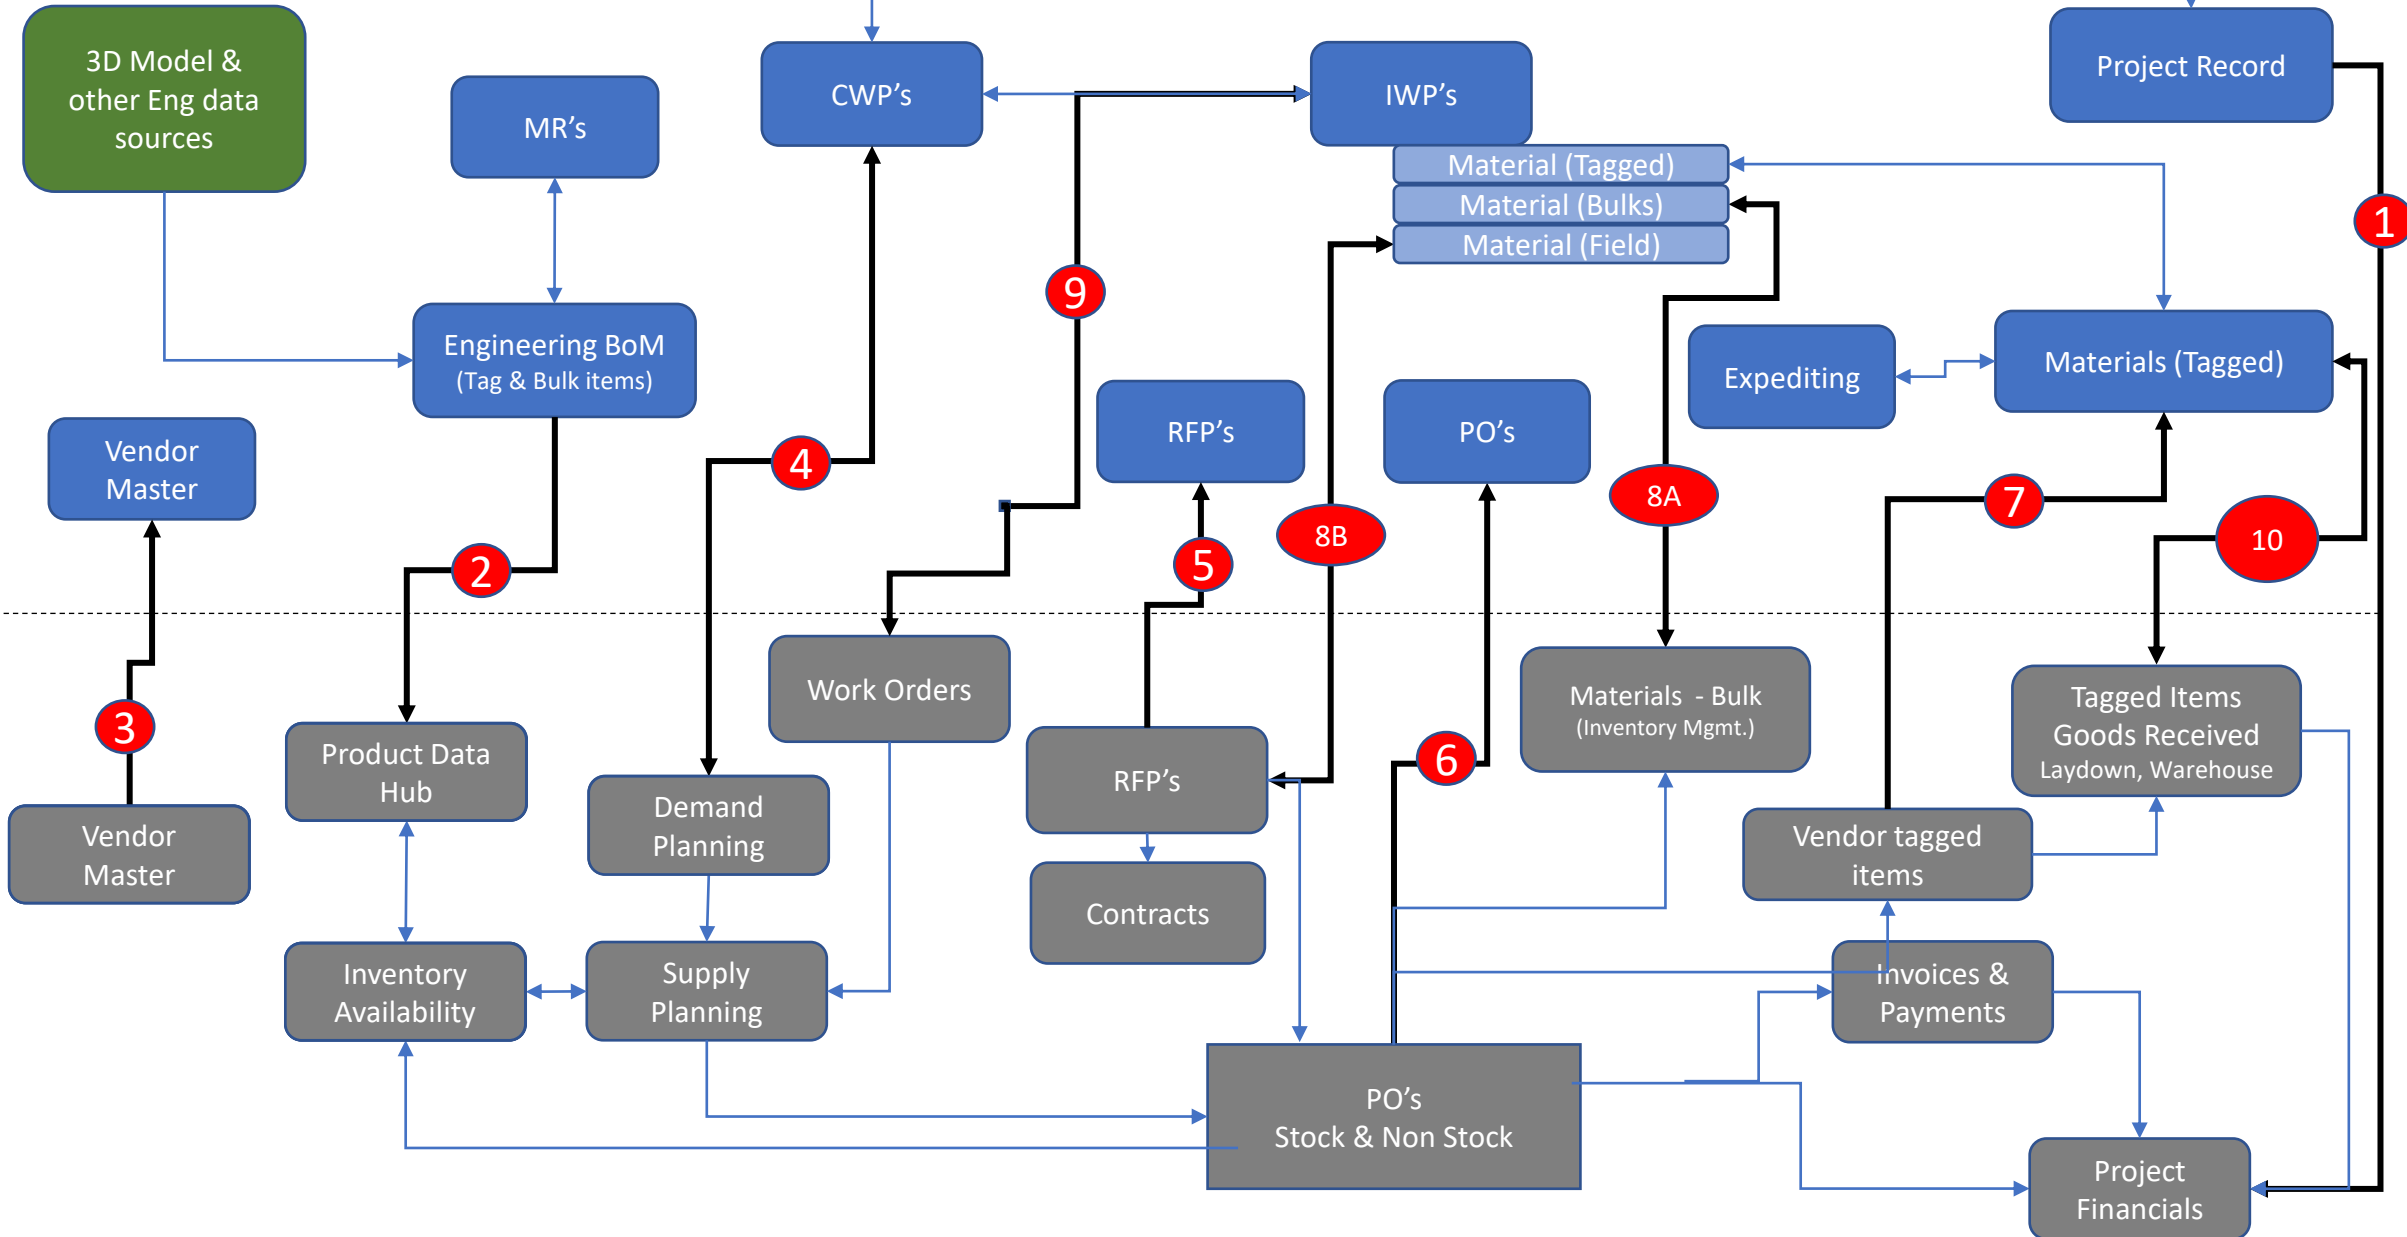 3D Model &
other Eng data
sources
MR's
CWP's
IWP's
Project Record
Material (Tagged)
Material (Bulks)
Material (Field)
1
9
Engineering BoM
(Tag & Bulk items)
Expediting
Materials (Tagged)
Vendor
Master
RFP's
PO's
4
8A
7
2
5
8B
10
3
Product Data
Hub
Work Orders
Demand
Planning
RFP's
6
Materials - Bulk
(Inventory Mgmt.)
Tagged Items
Goods Received
Laydown, Warehouse
Vendor
Master
Vendor tagged
items
Contracts
Inventory
Availability
Supply
Planning
Invoices &
Payments
PO's
Stock & Non Stock
Project
Financials